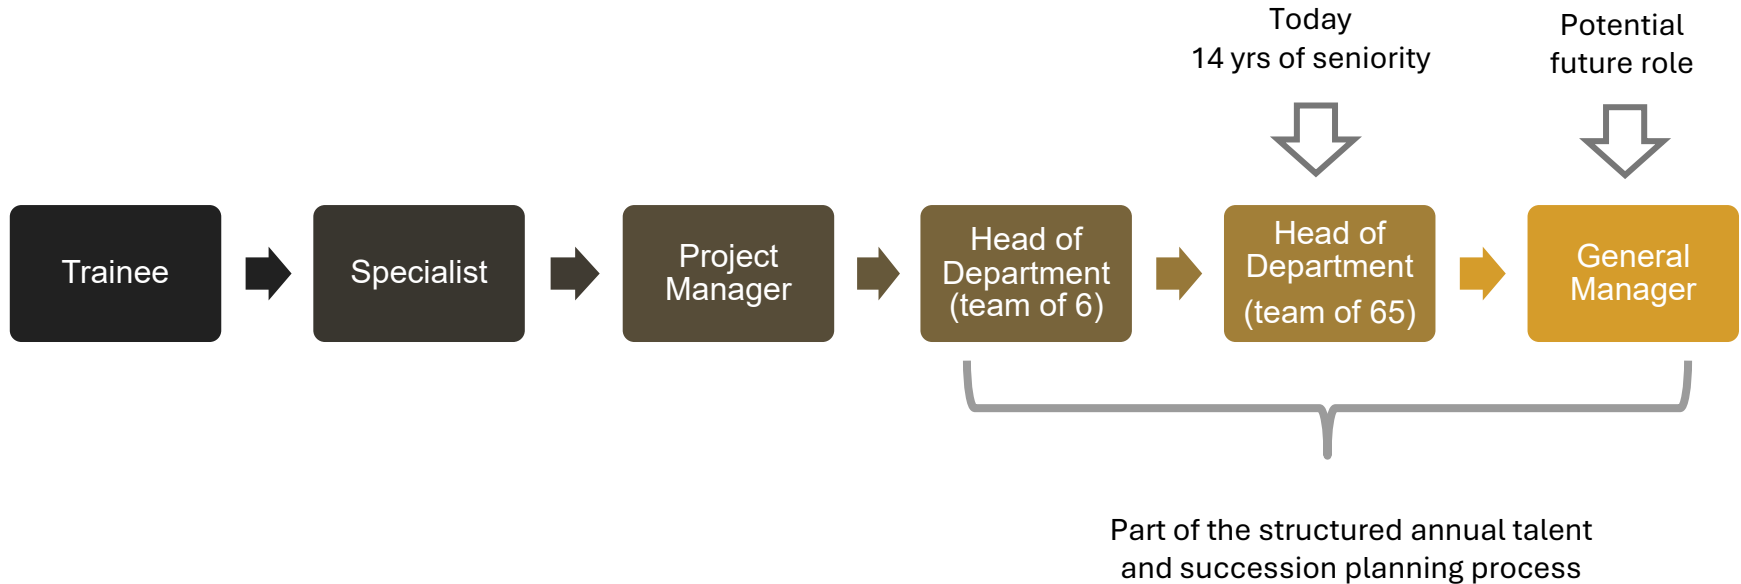 Today
14 yrs of seniority
Potential
future role
Trainee
Specialist
Project
Manager
Head of
Department
(team of 6)
Head of
Department
(team of 65)
General
Manager
Part of the structured annual talent
and succession planning process